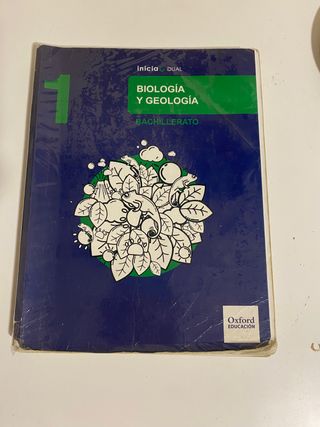 inicia DUAL
1
BIOLOGÍA
Y GEOLOGÍA
BACHILLERATO
Oxford
EDUCACIÓN